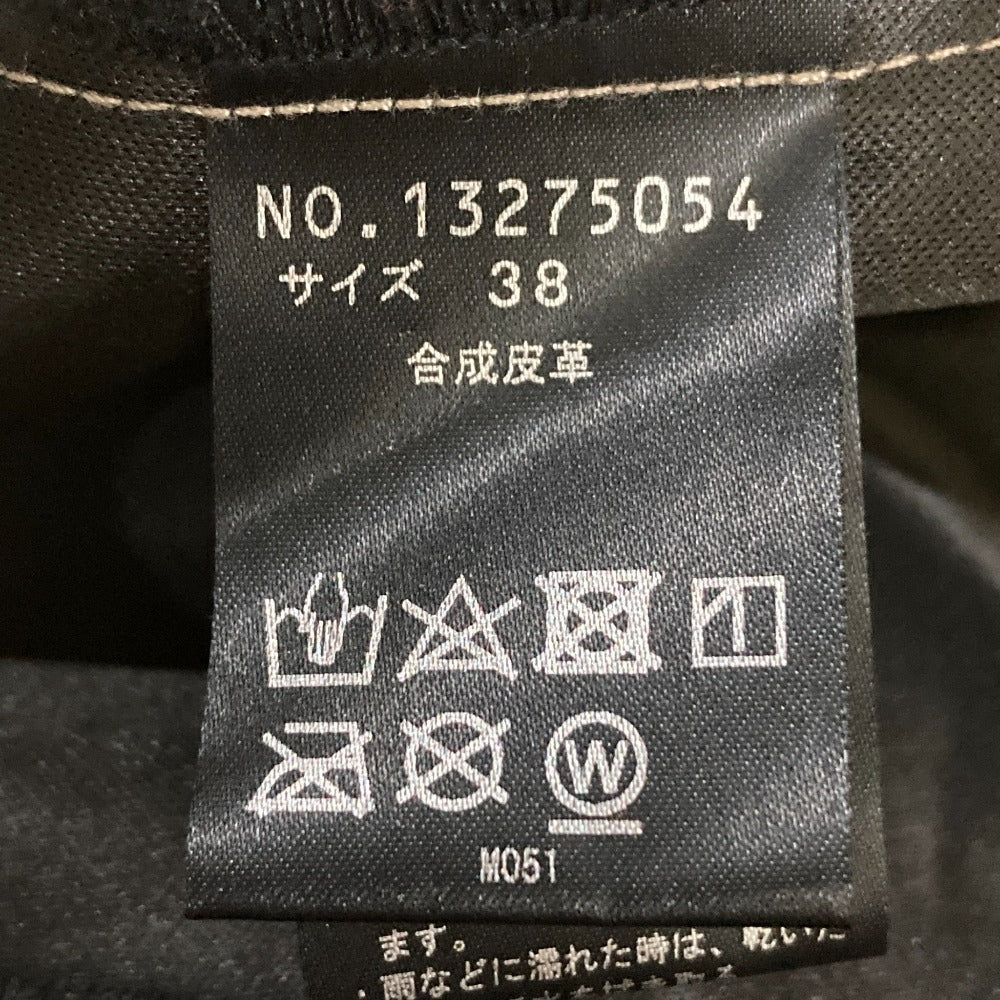 NO.13275054
サイズ 38
合成皮革
W
M051
ます。
・雨などに濡れた時は、乾いた